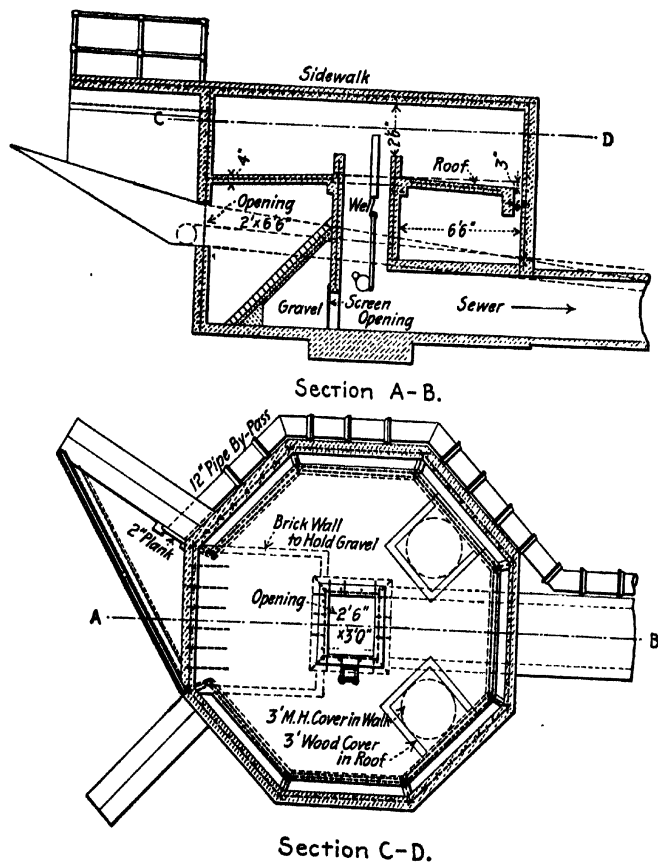 Sidewalk
C
D
2'6"
4"
Roof
3"
Opening
2'x6'6"
Well
6'6"
Gravel
Screen
Opening
Sewer
Section A-B.
12" Pipe By-Pass
2" Plank
Brick Wall
to Hold Gravel
Opening
2'6"
x3'0"
A
B
3' M.H. Cover in Walk
3' Wood Cover
in Roof
Section C-D.